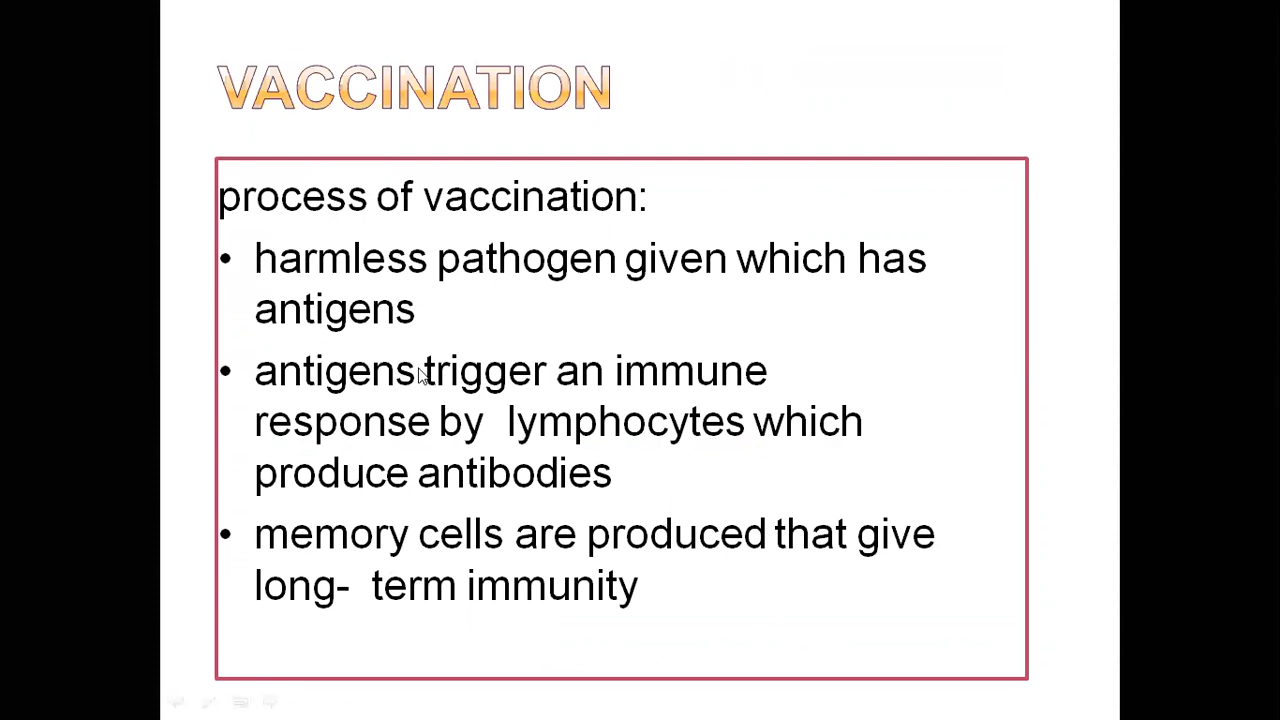 VACCINATION
process of vaccination:
• harmless pathogen given which has
antigens
• antigens trigger an immune
response by lymphocytes which
produce antibodies
• memory cells are produced that give
long- term immunity